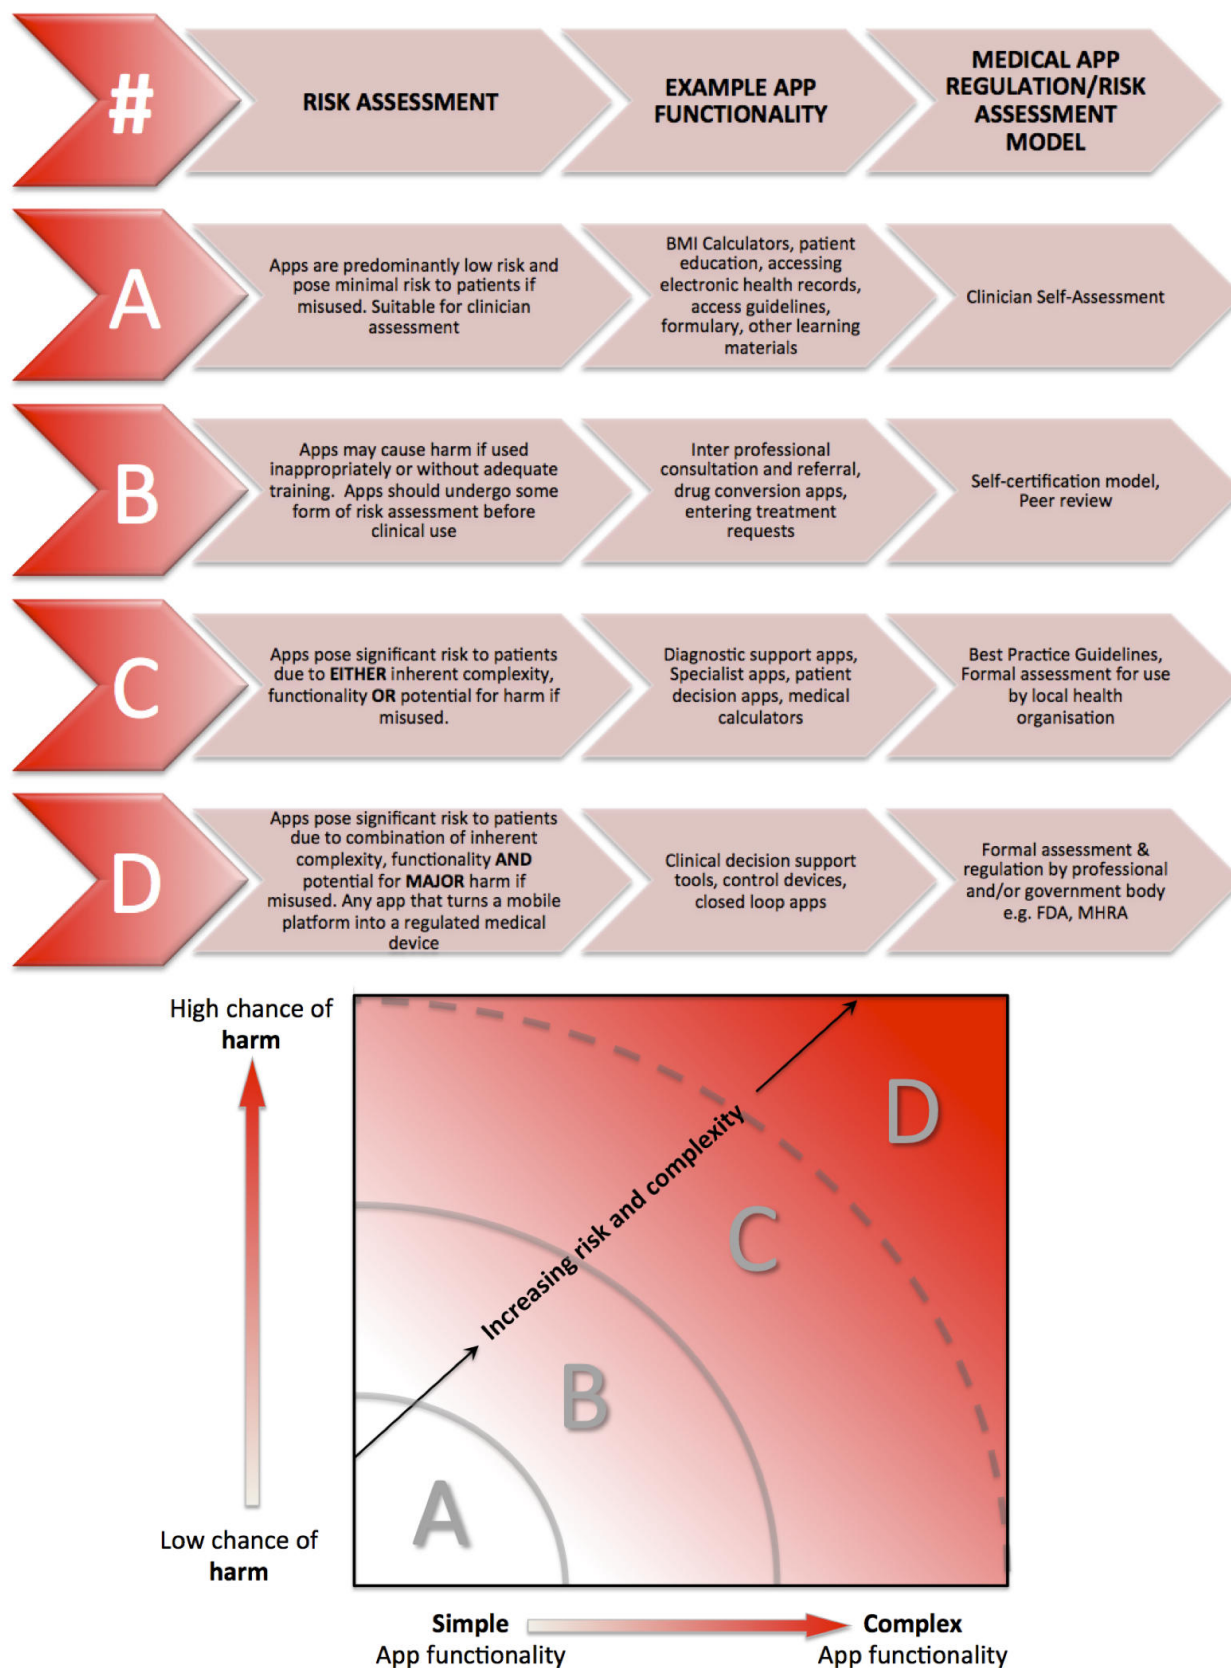 #
RISK ASSESSMENT
EXAMPLE APP
FUNCTIONALITY
MEDICAL APP
REGULATION/RISK
ASSESSMENT
MODEL
A
Apps are predominantly low risk and
pose minimal risk to patients if
misused. Suitable for clinician
assessment
BMI Calculators, patient
education, accessing
electronic health records,
access guidelines,
formulary, other learning
materials
Clinician Self-Assessment
B
Apps may cause harm if used
inappropriately or without adequate
training. Apps should undergo some
form of risk assessment before
clinical use
Inter professional
consultation and referral,
drug conversion apps,
entering treatment
requests
Self-certification model,
Peer review
C
Apps pose significant risk to patients
due to EITHER inherent complexity,
functionality OR potential for harm if
misused.
Diagnostic support apps,
Specialist apps, patient
decision apps, medical
calculators
Best Practice Guidelines,
Formal assessment for use
by local health
organisation
D
Apps pose significant risk to patients
due to combination of inherent
complexity, functionality AND
potential for MAJOR harm if
misused. Any app that turns a mobile
platform into a regulated medical
device
Clinical decision support
tools, control devices,
closed loop apps
Formal assessment &
regulation by professional
and/or government body
e.g. FDA, MHRA
High chance of
harm
D
Increasing risk and complexity
C
B
A
Low chance of
harm
Simple
App functionality
Complex
App functionality